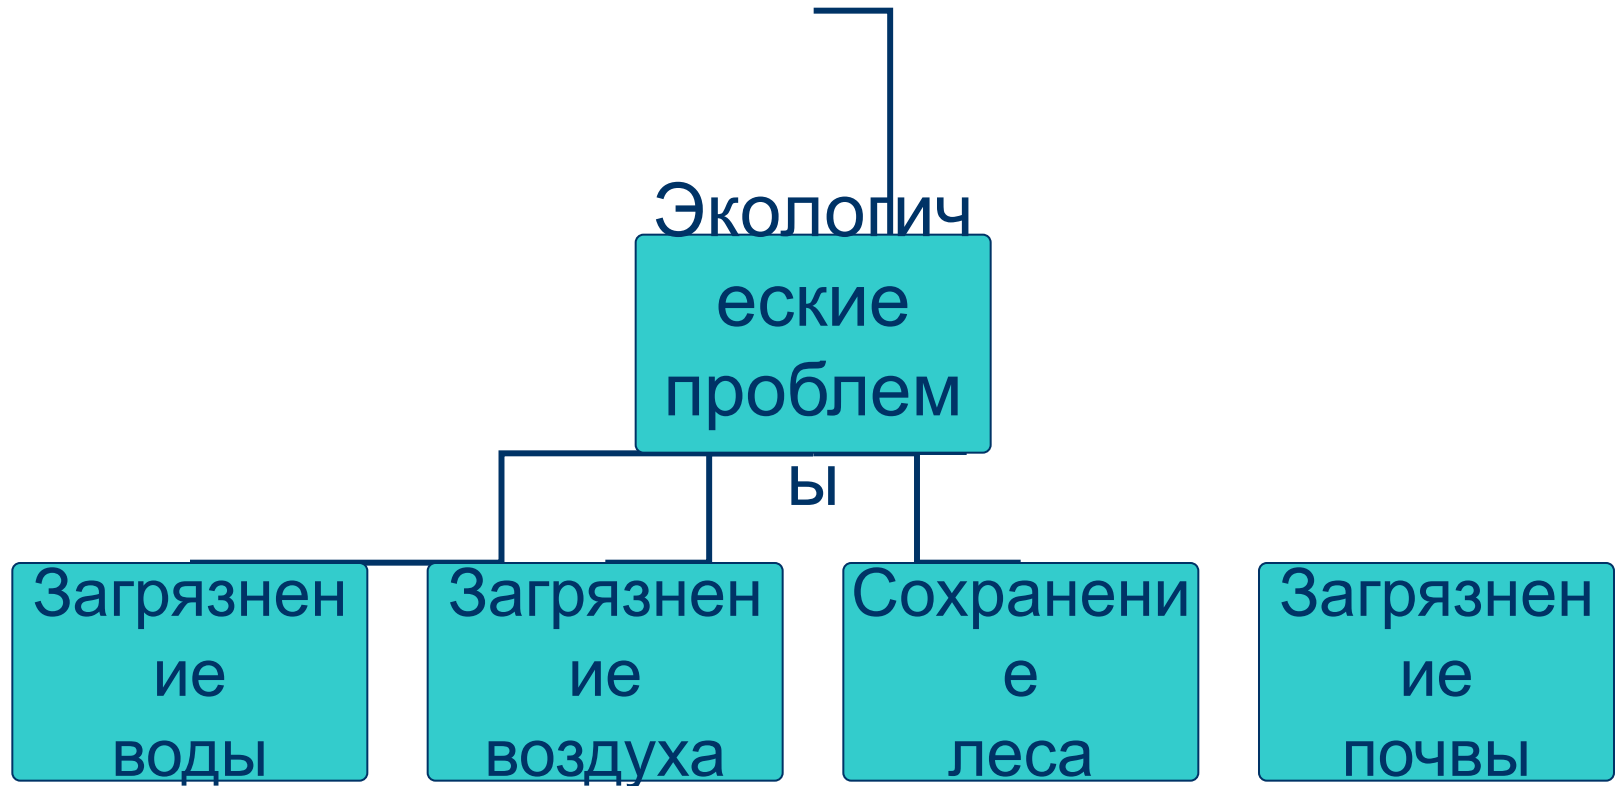 Экологич
еские
проблем
ы
Загрязнен
ие
воды
Загрязнен
ие
воздуха
Сохранени
е
леса
Загрязнен
ие
почвы